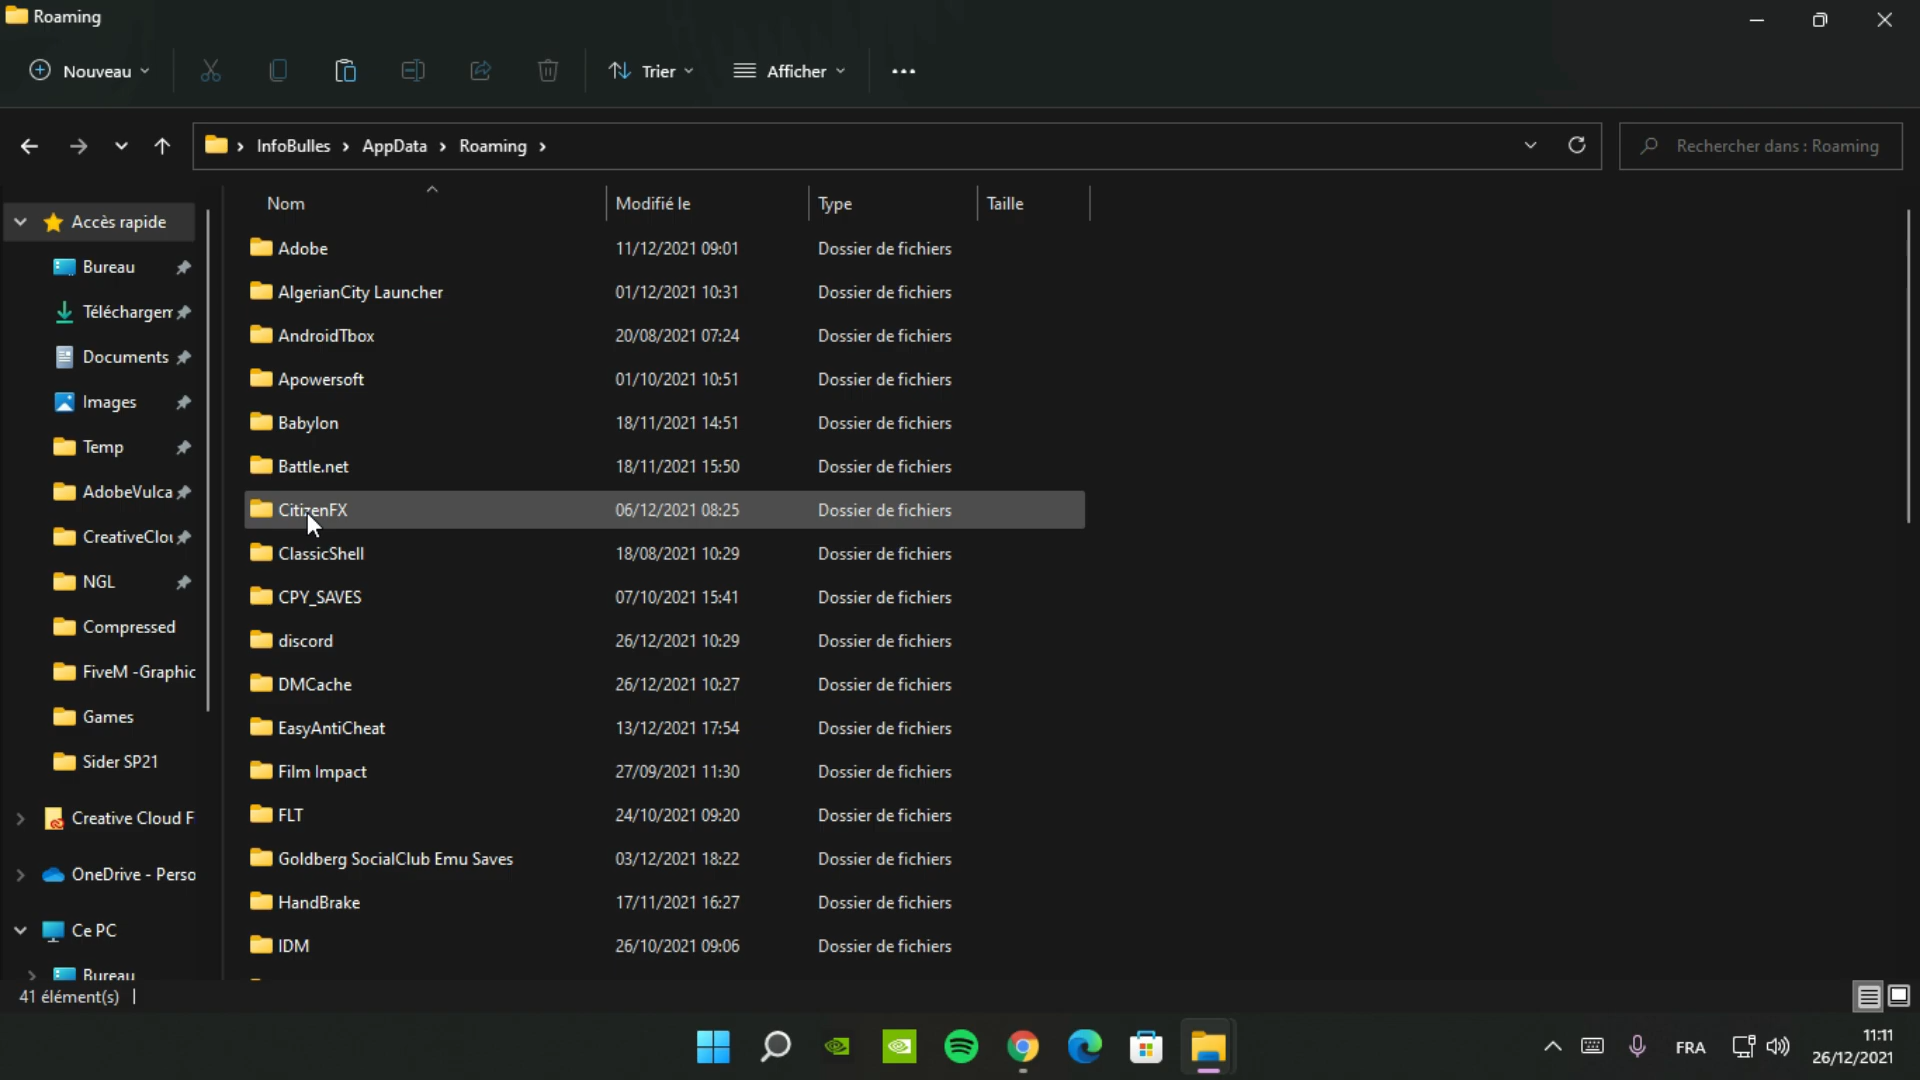 Roaming
Nouveau
Trier
Afficher
InfoBulles > AppData > Roaming >
Rechercher dans : Roaming
Nom
Modifié le
Type
Taille
Accès rapide
Bureau
Téléchargem
Documents
Images
Temp
AdobeVulca
CreativeClou
NGL
Compressed
FiveM -Graphic
Games
Sider SP21
Creative Cloud F
OneDrive - Perso
Ce PC
Bureau
Adobe 11/12/2021 09:01 Dossier de fichiers
AlgerianCity Launcher 01/12/2021 10:31 Dossier de fichiers
AndroidTbox 20/08/2021 07:24 Dossier de fichiers
Apowersoft 01/10/2021 10:51 Dossier de fichiers
Babylon 18/11/2021 14:51 Dossier de fichiers
Battle.net 18/11/2021 15:50 Dossier de fichiers
CitizenFX 06/12/2021 08:25 Dossier de fichiers
ClassicShell 18/08/2021 10:29 Dossier de fichiers
CPY_SAVES 07/10/2021 15:41 Dossier de fichiers
discord 26/12/2021 10:29 Dossier de fichiers
DMCache 26/12/2021 10:27 Dossier de fichiers
EasyAntiCheat 13/12/2021 17:54 Dossier de fichiers
Film Impact 27/09/2021 11:30 Dossier de fichiers
FLT 24/10/2021 09:20 Dossier de fichiers
Goldberg SocialClub Emu Saves 03/12/2021 18:22 Dossier de fichiers
HandBrake 17/11/2021 16:27 Dossier de fichiers
IDM 26/10/2021 09:06 Dossier de fichiers
41 élément(s)
FRA
11:11
26/12/2021